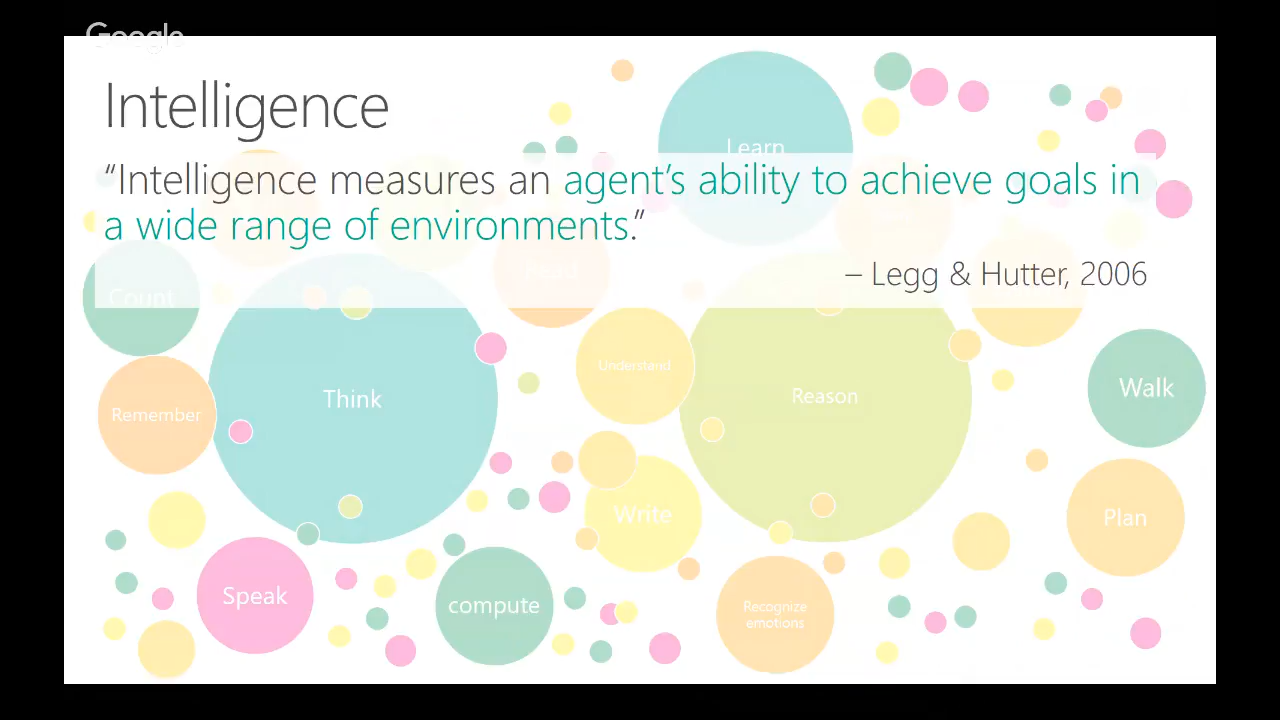 Google
Intelligence
Learn
“Intelligence measures an agent’s ability to achieve goals in
a wide range of environments.”
– Legg & Hutter, 2006
Read
Count
Understand
Think
Reason
Walk
Remember
Write
Plan
Speak
compute
Recognize
emotions